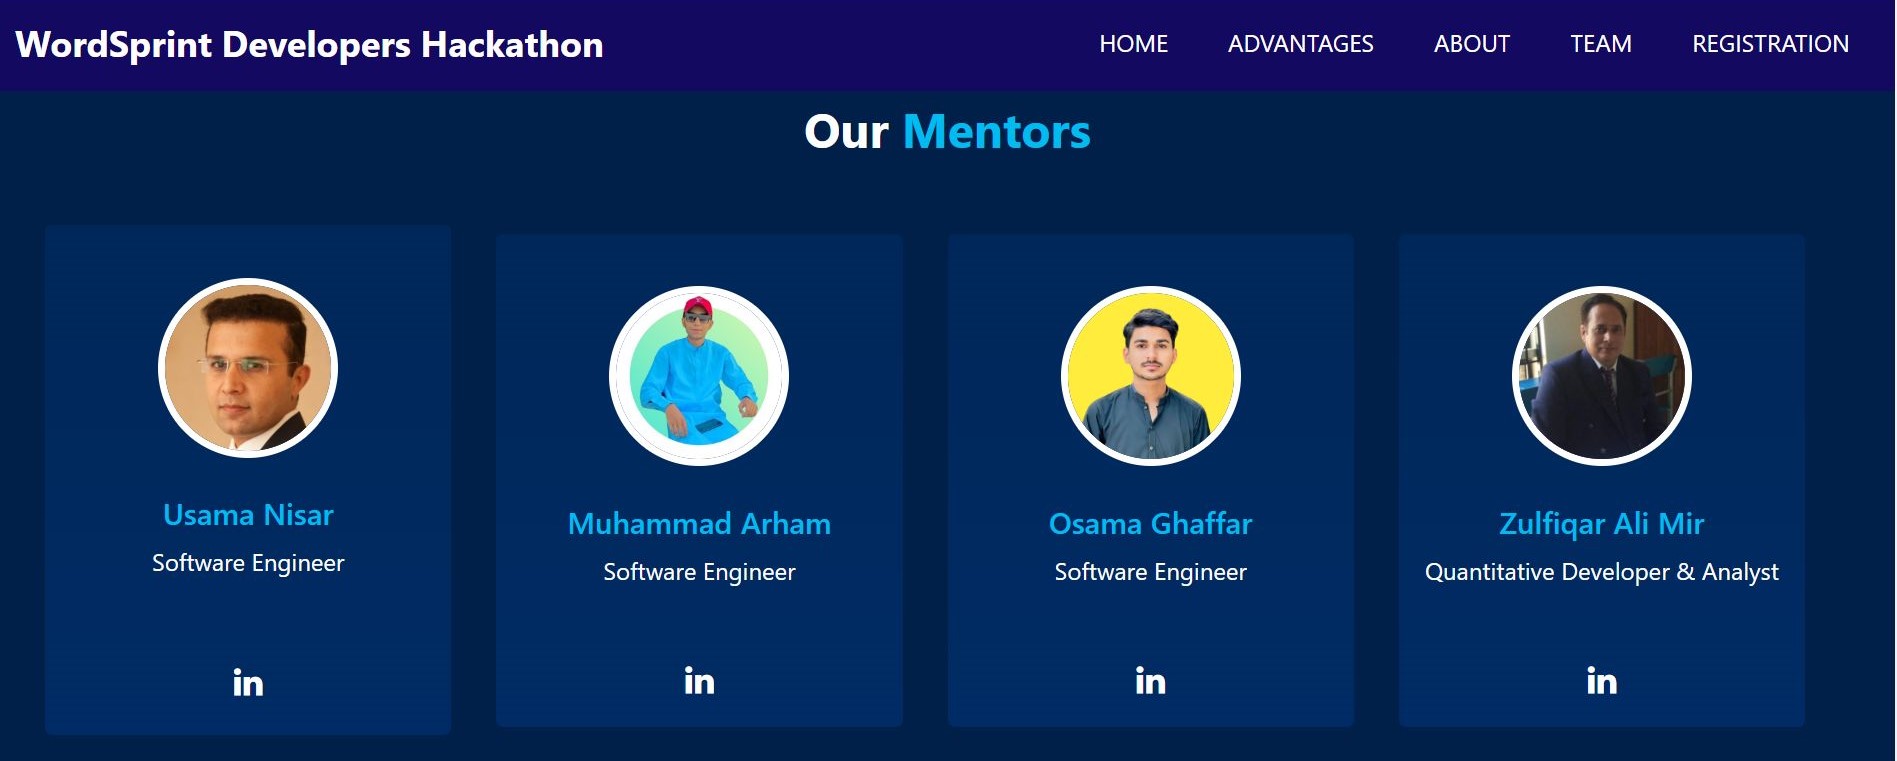 WordSprint Developers Hackathon
HOME ADVANTAGES ABOUT TEAM REGISTRATION
Our Mentors
Usama Nisar
Software Engineer
in
Muhammad Arham
Software Engineer
in
Osama Ghaffar
Software Engineer
in
Zulfiqar Ali Mir
Quantitative Developer & Analyst
in